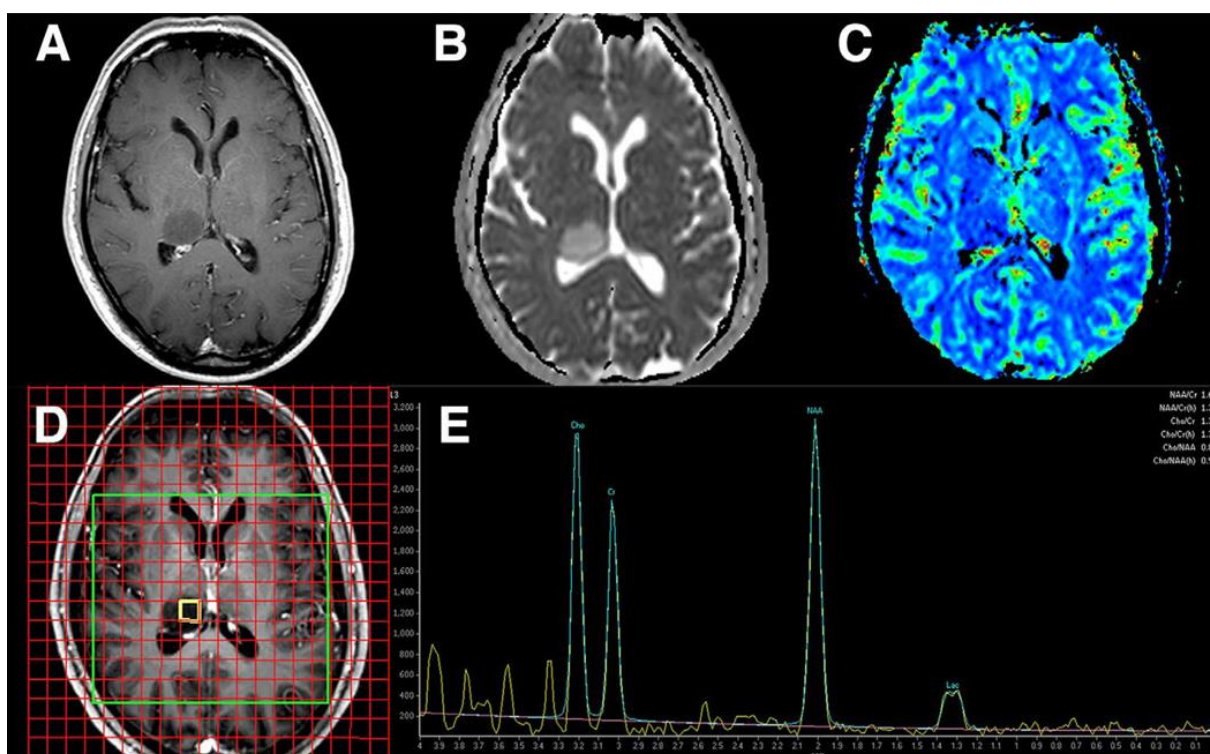 A
B
C
D
E
Cho
Cr
NAA
Lac
3,200
3,000
2,800
2,600
2,400
2,200
2,000
1,800
1,600
1,400
1,200
1,000
800
600
400
200
NAA/Cr 1.
NAA/Cr(h) 1.
Cho/Cr 1.
Cho/Cr(h) 1.
Cho/NAA 0.
Cho/NAA(h) 0.
4 3.9 3.8 3.7 3.6 3.5 3.4 3.3 3.2 3.1 3 2.9 2.8 2.7 2.6 2.5 2.4 2.3 2.2 2.1 2 1.9 1.8 1.7 1.6 1.5 1.4 1.3 1.2 1.1 1 0.9 0.8 0.7 0.6 0.5 0.4 0.3 0.2 0.1